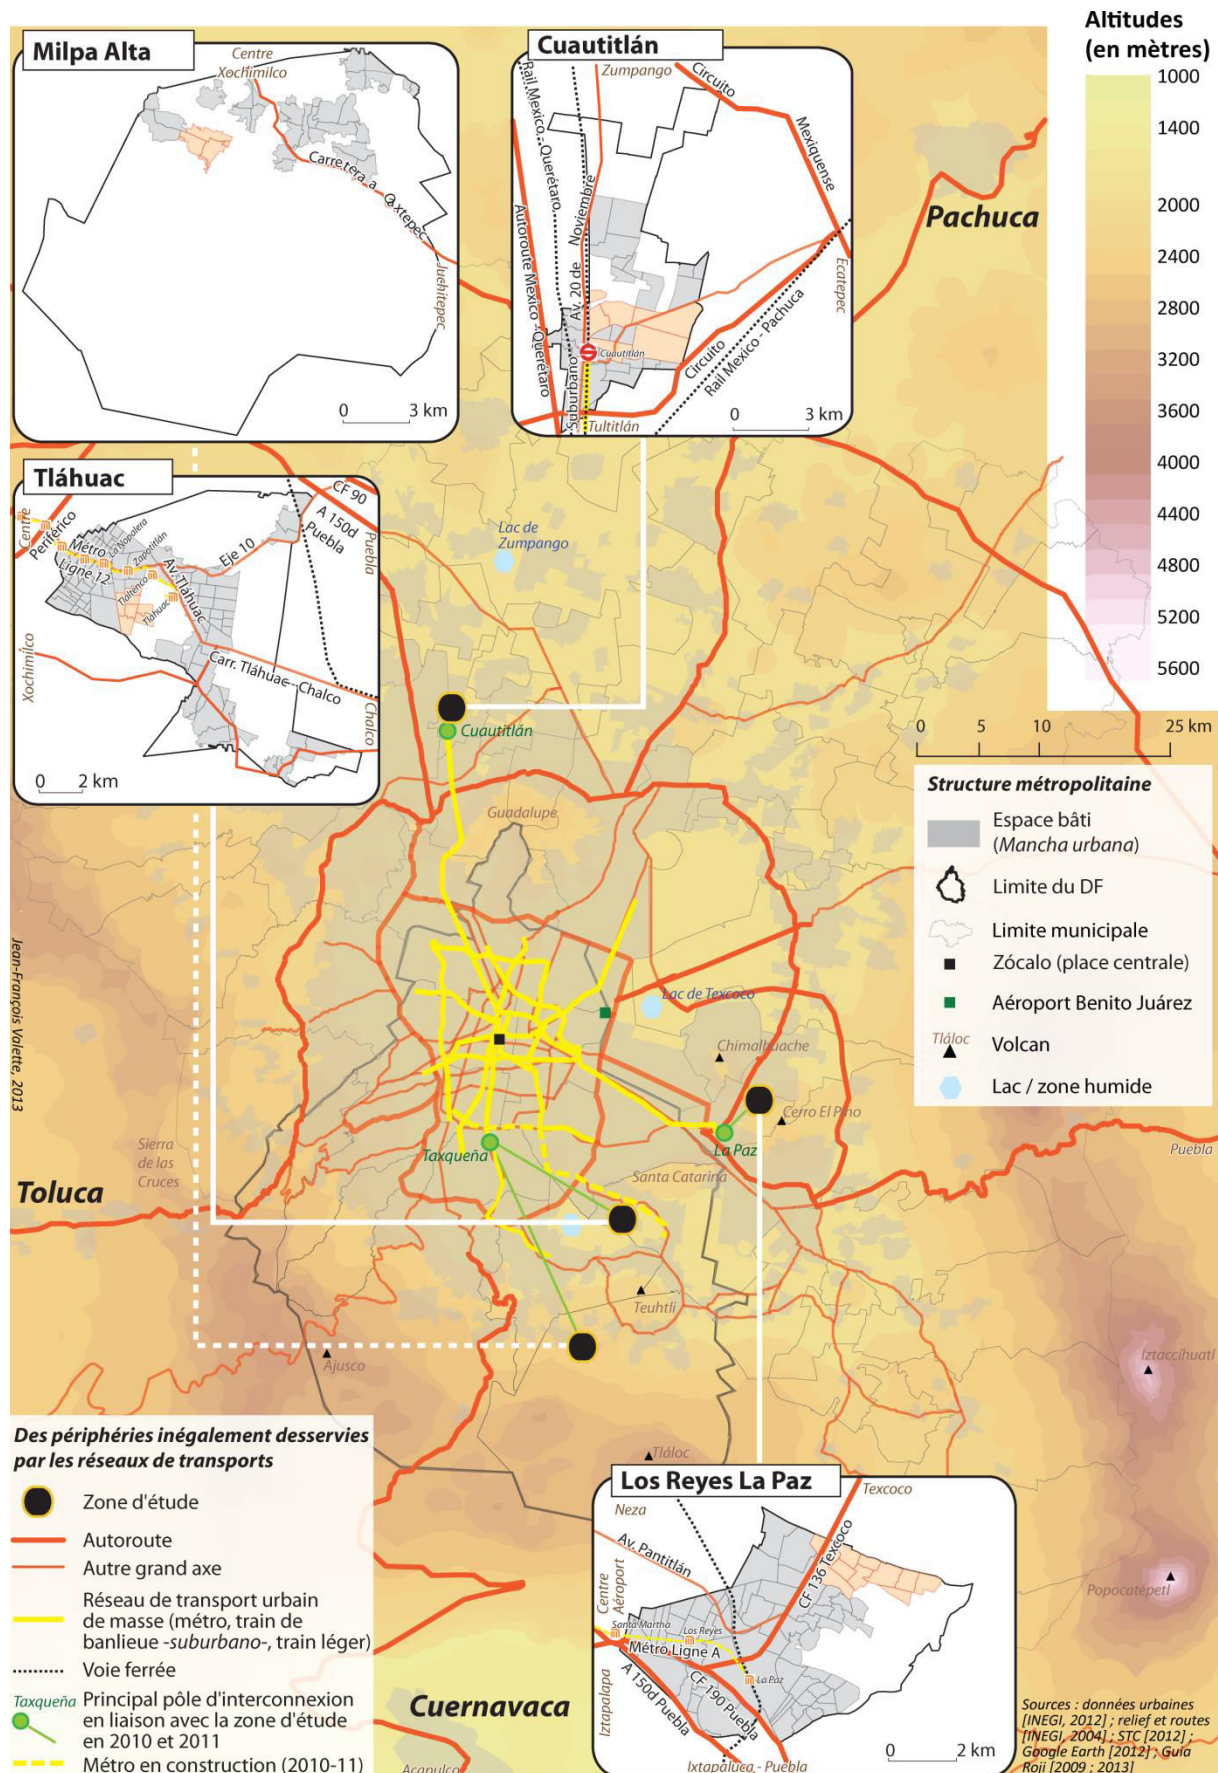 Milpa Alta
Centre
Xochimilco
Carretera a Oaxtepec
Juchitepec
0 3 km
Cuautitlán
Zumpango
Circuito
Mexiquense
Rail Mexico - Querétaro
Autoroute Mexico - Querétaro
Av. 20 de Noviembre
Suburbano
Cuautitlán
Circuito
Rail Mexico - Pachuca
Ecatepec
Tultitlán
0 3 km
Altitudes
(en mètres)
1000
1400
2000
2400
2800
3200
3600
4000
4400
4800
5200
5600
Pachuca
Tláhuac
CF 90
A 150d
Puebla
Puebla
Centre
Periférico
Métro
Ligne 12
La Nopalera
Zapotitlán
Tlaltenco
Tláhuac
Av. Tláhuac
Eje 10
Xochimilco
Carr. Tláhuac - Chalco
Chalco
0 2 km
Lac de
Zumpango
Cuautitlán
Guadalupe
0 5 10 25 km
Structure métropolitaine
Espace bâti
(Mancha urbana)
Limite du DF
Limite municipale
Zócalo (place centrale)
Aéroport Benito Juárez
Tláloc
Volcan
Lac / zone humide
Jean-François Valette, 2013
Lac de Texcoco
Chimalhuache
Cerro El Pino
La Paz
Taxqueña
Santa Catarina
Sierra
de las
Cruces
Toluca
Puebla
Teuhtli
Ajusco
Iztaccihuatl
Tláloc
Popocatépetl
Cuernavaca
Acapulco
Des périphéries inégalement desservies
par les réseaux de transports
Zone d'étude
Autoroute
Autre grand axe
Réseau de transport urbain
de masse (métro, train de
banlieue -suburbano-, train léger)
Voie ferrée
Taxqueña
Principal pôle d'interconnexion
en liaison avec la zone d'étude
en 2010 et 2011
Métro en construction (2010-11)
Los Reyes La Paz
Neza
Texcoco
Av. Pantitlán
CF 136 Texcoco
Centre
Aéroport
Santa Martha
Los Reyes
Métro Ligne A
La Paz
Iztapalapa
A 150d Puebla
CF 190 Puebla
Ixtapaluca - Puebla
0 2 km
Sources : données urbaines
[INEGI, 2012] ; relief et routes
[INEGI, 2004] ; STC [2012] ;
Google Earth [2012] ; Guia
Roji [2009 ; 2013]